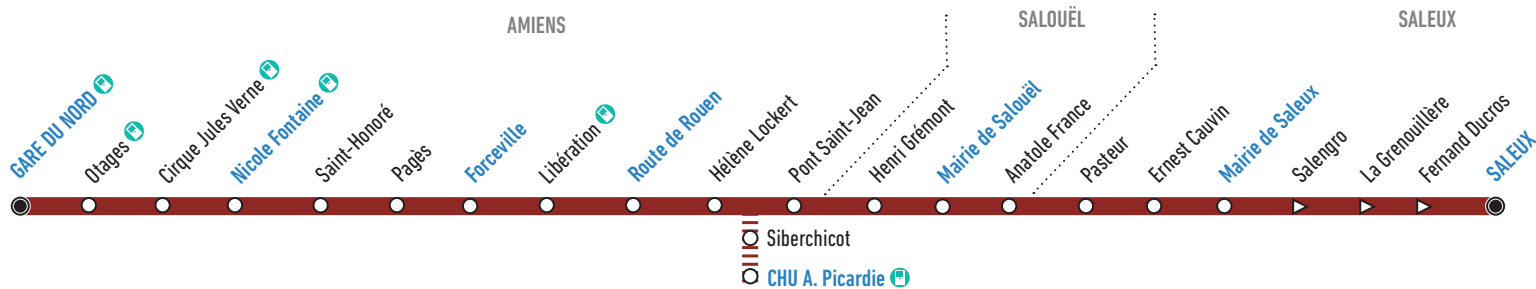 AMIENS
SALOUËL
SALEUX
GARE DU NORD
Otages
Cirque Jules Verne
Nicole Fontaine
Saint-Honoré
Pagès
Forceville
Libération
Route de Rouen
Hélène Lockert
Pont Saint-Jean
Henri Grémont
Mairie de Salouël
Anatole France
Pasteur
Ernest Cauvin
Mairie de Saleux
Salengro
La Grenouillère
Fernand Ducros
SALEUX
Siberchicot
CHU A. Picardie